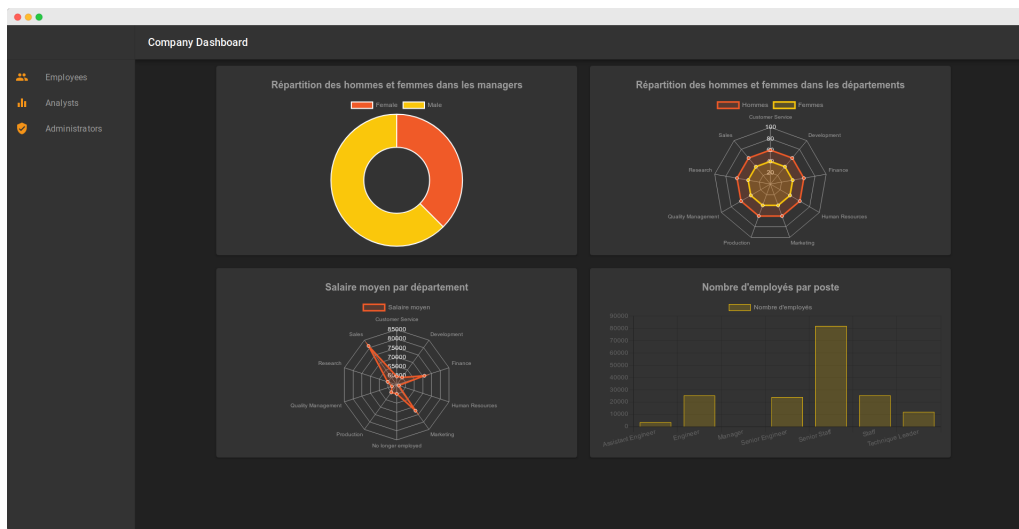 Company Dashboard
Employees
Analysts
Administrators
Répartition des hommes et femmes dans les managers
Female Male
Répartition des hommes et femmes dans les départements
Hommes Femmes
Customer Service
Sales Development
Research Finance
Quality Management Human Resources
Production Marketing
100
80
60
40
20
Salaire moyen par département
Salaire moyen
Customer Service
Sales Development
Research Finance
Quality Management Human Resources
Production Marketing
No longer employed
85000
80000
75000
70000
65000
60000
Nombre d'employés par poste
Nombre d'employés
90000
80000
70000
60000
50000
40000
30000
20000
10000
0
Assistant Engineer Engineer Manager Senior Engineer Senior Staff Staff Technique Leader